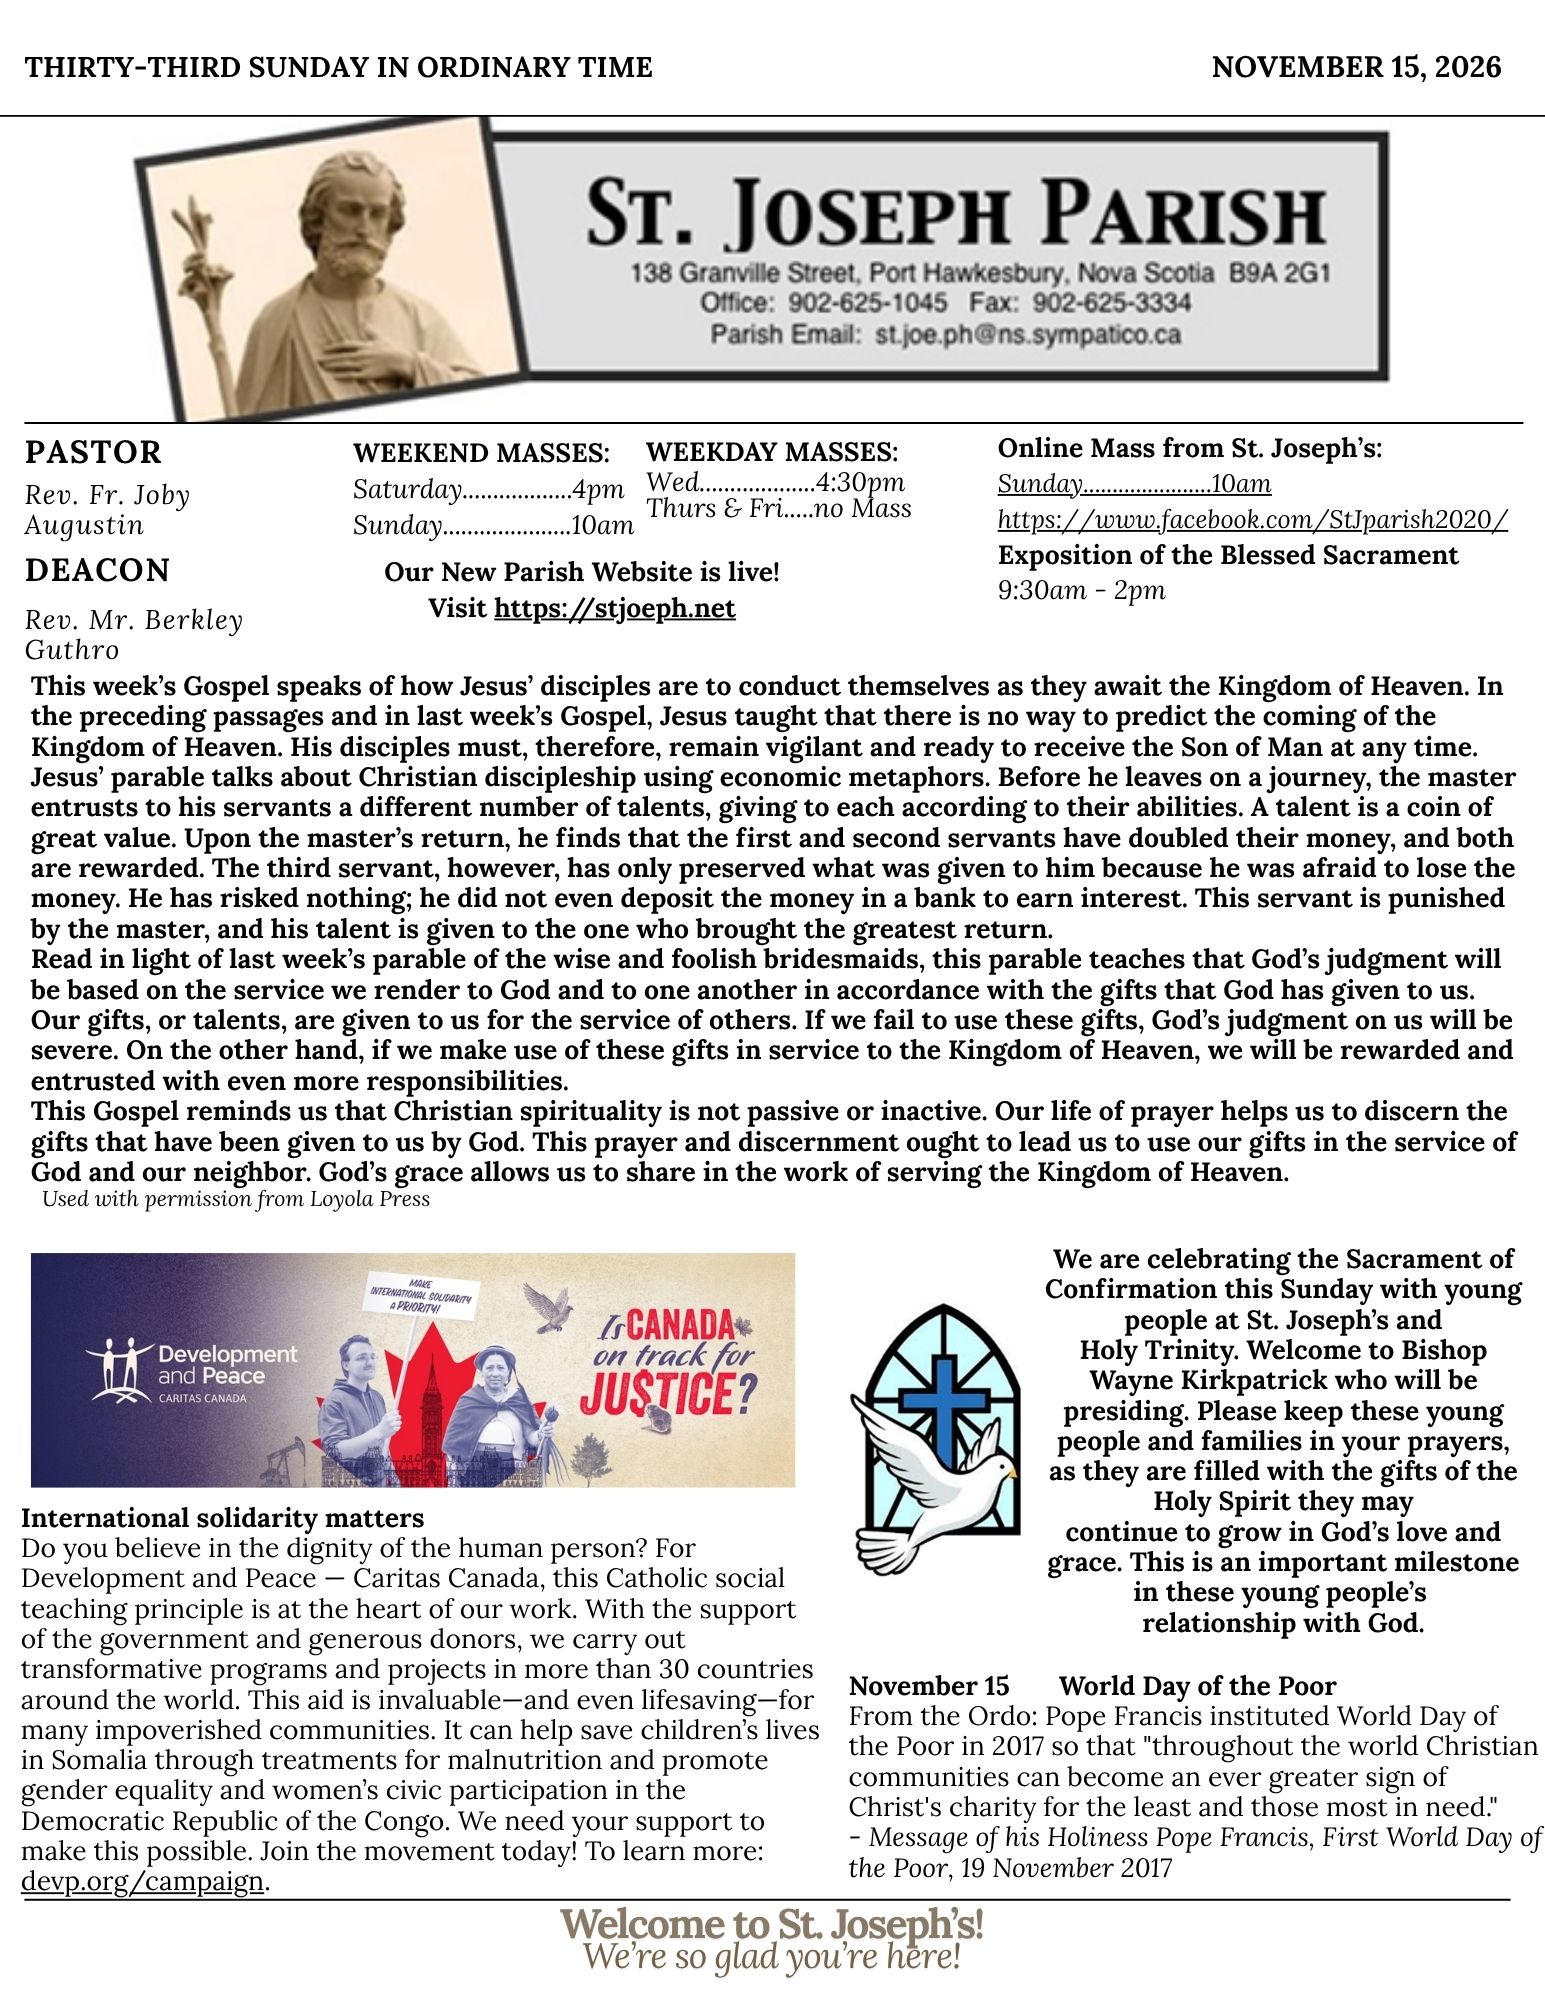 THIRTY-THIRD SUNDAY IN ORDINARY TIME
NOVEMBER 15, 2026
ST. JOSEPH PARISH
138 Granville Street, Port Hawkesbury, Nova Scotia B9A 2G1
Office: 902-625-1045 Fax: 902-625-3334
Parish Email: st.joe.ph@ns.sympatico.ca
PASTOR
Rev. Fr. Joby
Augustin
DEACON
Rev. Mr. Berkley
Guthro
WEEKEND MASSES:
Saturday...................4pm
Sunday......................10am
WEEKDAY MASSES:
Wed....................4:30pm
Thurs & Fri.....no Mass
Our New Parish Website is live!
Visit https://stjoeph.net
Online Mass from St. Joseph’s:
Sunday......................10am
https://www.facebook.com/StJparish2020/
Exposition of the Blessed Sacrament
9:30am - 2pm
This week’s Gospel speaks of how Jesus’ disciples are to conduct themselves as they await the Kingdom of Heaven. In
the preceding passages and in last week’s Gospel, Jesus taught that there is no way to predict the coming of the
Kingdom of Heaven. His disciples must, therefore, remain vigilant and ready to receive the Son of Man at any time.
Jesus’ parable talks about Christian discipleship using economic metaphors. Before he leaves on a journey, the master
entrusts to his servants a different number of talents, giving to each according to their abilities. A talent is a coin of
great value. Upon the master’s return, he finds that the first and second servants have doubled their money, and both
are rewarded. The third servant, however, has only preserved what was given to him because he was afraid to lose the
money. He has risked nothing; he did not even deposit the money in a bank to earn interest. This servant is punished
by the master, and his talent is given to the one who brought the greatest return.
Read in light of last week’s parable of the wise and foolish bridesmaids, this parable teaches that God’s judgment will
be based on the service we render to God and to one another in accordance with the gifts that God has given to us.
Our gifts, or talents, are given to us for the service of others. If we fail to use these gifts, God’s judgment on us will be
severe. On the other hand, if we make use of these gifts in service to the Kingdom of Heaven, we will be rewarded and
entrusted with even more responsibilities.
This Gospel reminds us that Christian spirituality is not passive or inactive. Our life of prayer helps us to discern the
gifts that have been given to us by God. This prayer and discernment ought to lead us to use our gifts in the service of
God and our neighbor. God’s grace allows us to share in the work of serving the Kingdom of Heaven.
Used with permission from Loyola Press
Development
and Peace
CARITAS CANADA
MAKE
INTERNATIONAL SOLIDARITY
A PRIORITY!
Is CANADA
on track for
JU$TICE?
International solidarity matters
Do you believe in the dignity of the human person? For
Development and Peace — Caritas Canada, this Catholic social
teaching principle is at the heart of our work. With the support
of the government and generous donors, we carry out
transformative programs and projects in more than 30 countries
around the world. This aid is invaluable—and even lifesaving—for
many impoverished communities. It can help save children’s lives
in Somalia through treatments for malnutrition and promote
gender equality and women’s civic participation in the
Democratic Republic of the Congo. We need your support to
make this possible. Join the movement today! To learn more:
devp.org/campaign.
We are celebrating the Sacrament of
Confirmation this Sunday with young
people at St. Joseph’s and
Holy Trinity. Welcome to Bishop
Wayne Kirkpatrick who will be
presiding. Please keep these young
people and families in your prayers,
as they are filled with the gifts of the
Holy Spirit they may
continue to grow in God’s love and
grace. This is an important milestone
in these young people’s
relationship with God.
November 15 World Day of the Poor
From the Ordo: Pope Francis instituted World Day of
the Poor in 2017 so that "throughout the world Christian
communities can become an ever greater sign of
Christ's charity for the least and those most in need."
- Message of his Holiness Pope Francis, First World Day of
the Poor, 19 November 2017
Welcome to St. Joseph’s!
We’re so glad you’re here!